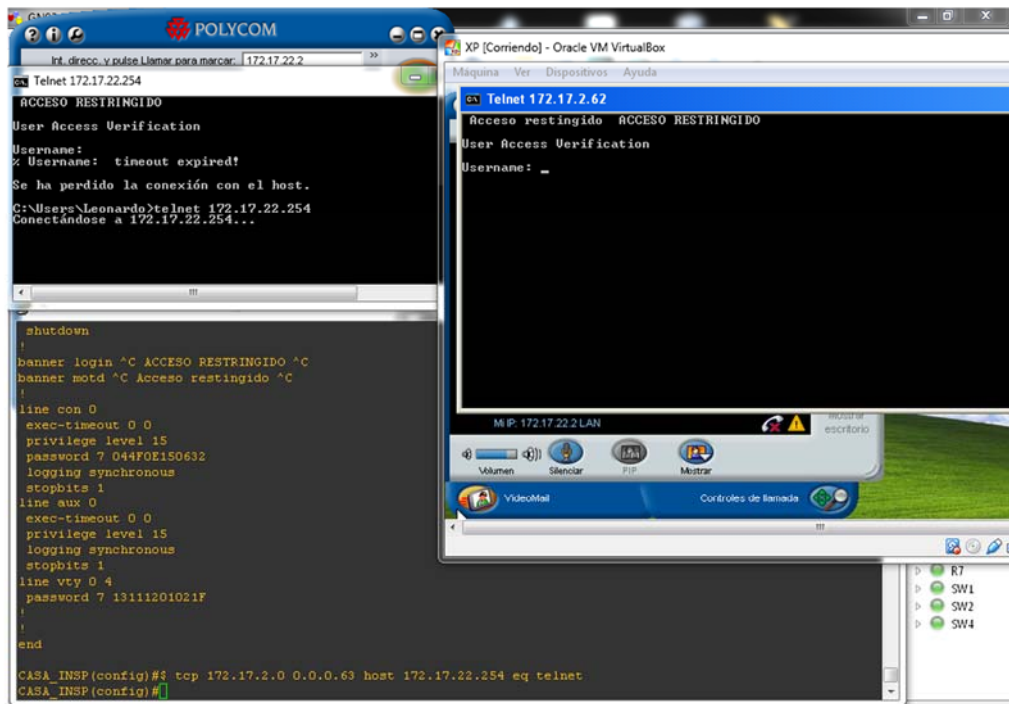 POLYCOM
Int. direcc. y pulse Llamar para marcar: 172.17.22.2 »
Telnet 172.17.22.254
ACCESO RESTRINGIDO
User Access Verification
Username:
% Username:  timeout expired!
Se ha perdido la conexión con el host.
C:\Users\Leonardo>telnet 172.17.22.254
Conectándose a 172.17.22.254...
XP [Corriendo] - Oracle VM VirtualBox
Máquina Ver Dispositivos Ayuda
Telnet 172.17.2.62
Acceso restingido  ACCESO RESTRINGIDO
User Access Verification
Username: _
Mi IP: 172.17.22.2 LAN
mostrar
escritorio
Volumen Silenciar PIP Mostrar
VideoMail Controles de llamada
shutdown
!
banner login ^C ACCESO RESTRINGIDO ^C
banner motd ^C Acceso restingido ^C
!
line con 0
exec-timeout 0 0
privilege level 15
password 7 044F0E150632
logging synchronous
stopbits 1
line aux 0
exec-timeout 0 0
privilege level 15
logging synchronous
stopbits 1
line vty 0 4
password 7 13111201021F
!
!
end
CASA_INSP(config)#$ tcp 172.17.2.0 0.0.0.63 host 172.17.22.254 eq telnet
CASA_INSP(config)#
R7
SW1
SW2
SW4